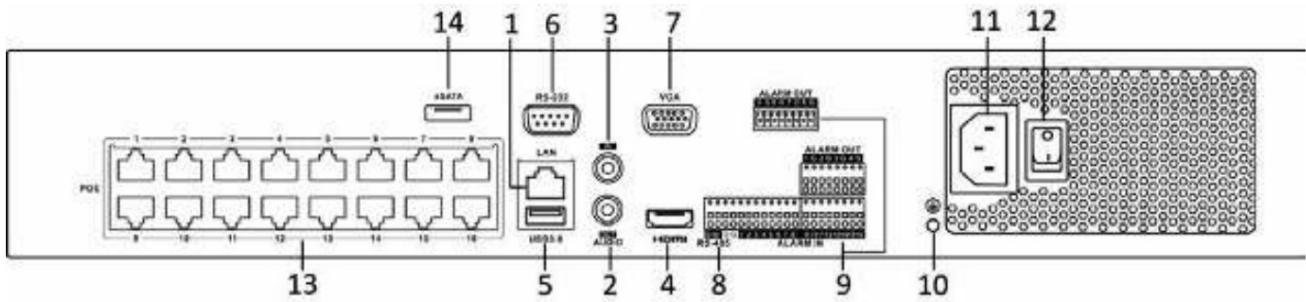 14 1 6 3 7 11 12
eSATA
RS-232
VGA
ALARM OUT
1 2 3 4 5 6 7 8
LAN
ALARM OUT
POE
9 10 11 12 13 14 15 16
USB3.0
AUDIO
HDMI
RS-485
ALARM IN
13 5 2 4 8 9 10